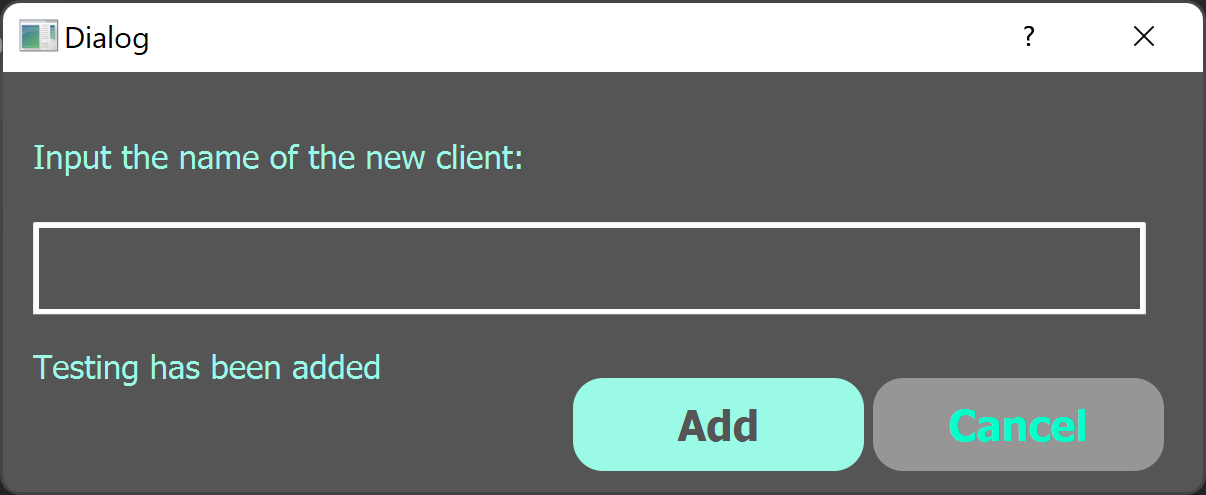 Dialog
?
Input the name of the new client:
Testing has been added
Add
Cancel